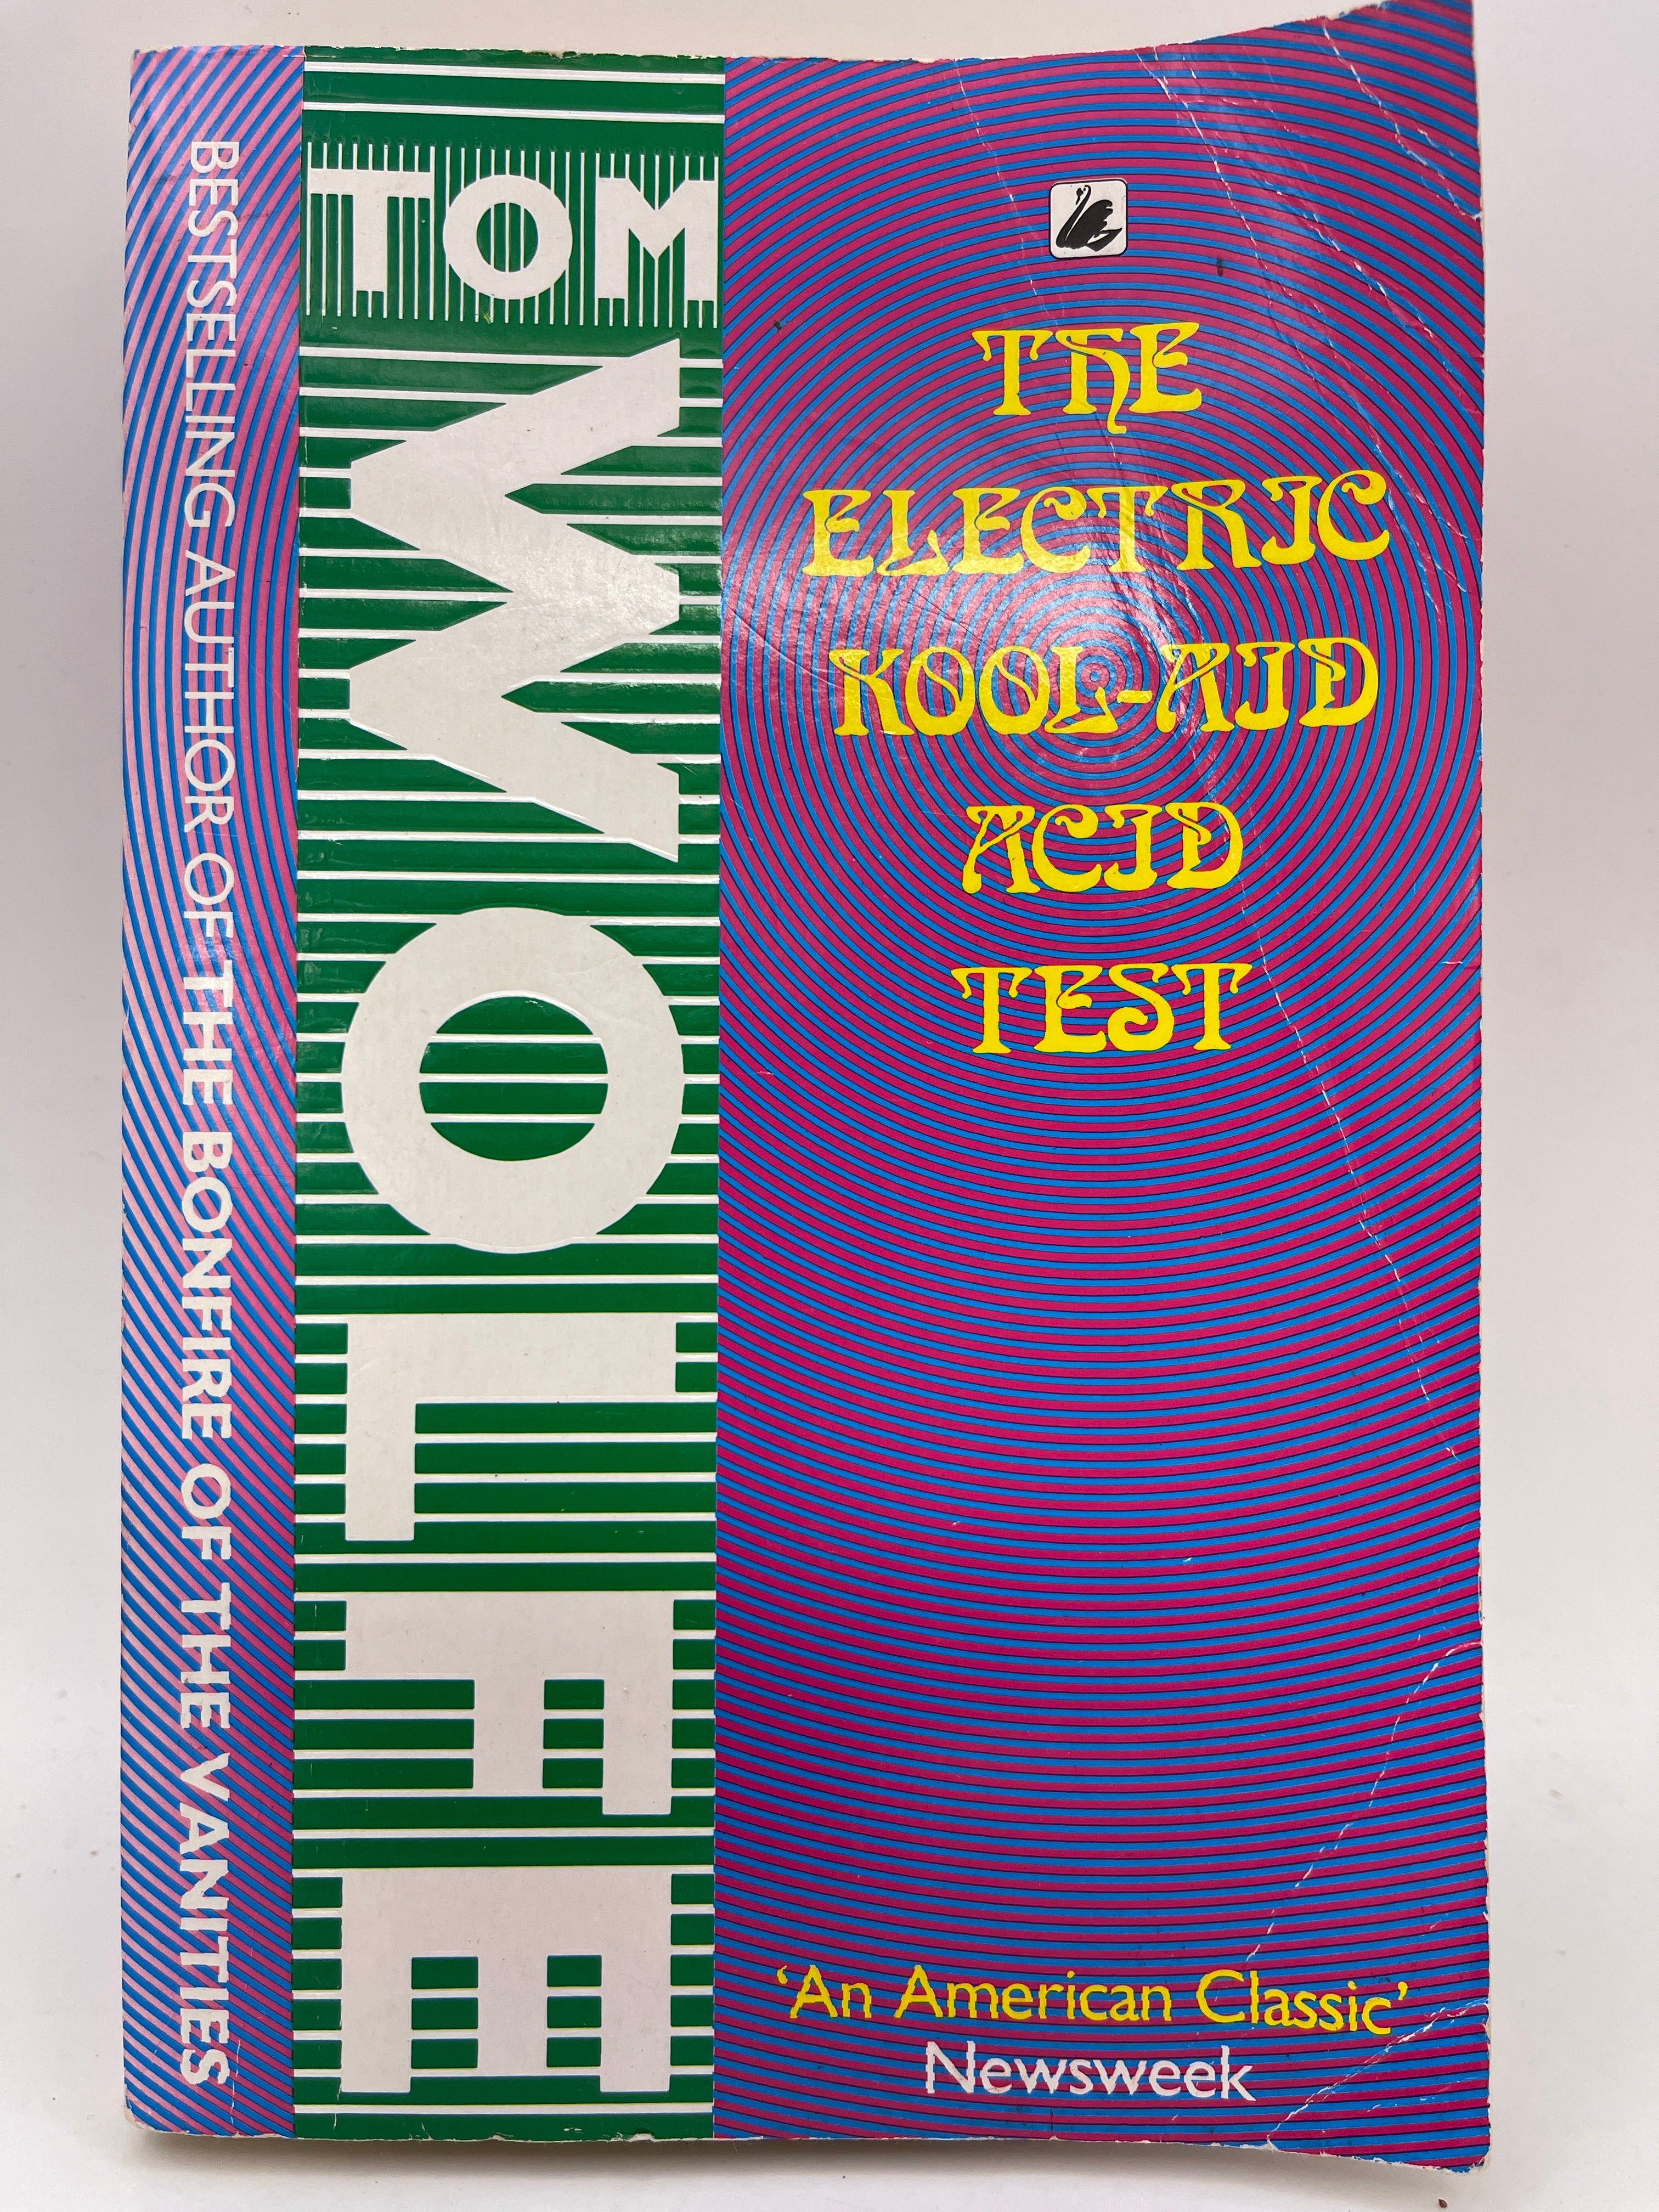 BESTSELLING AUTHOR OF THE BONFIRE OF THE VANITIES
TOM
WOLFE
THE
ELECTRIC
KOOL-AID
ACID
TEST
‘An American Classic’
Newsweek